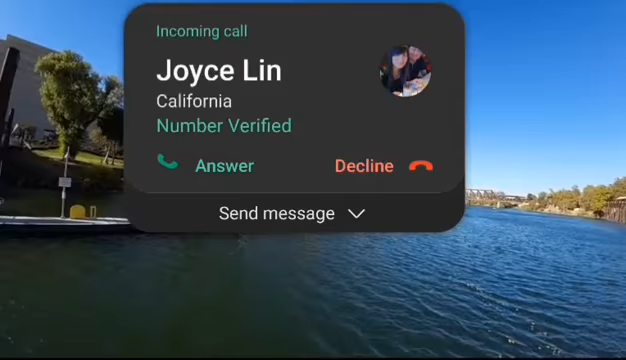 Incoming call
Joyce Lin
California
Number Verified
Answer
Decline
Send message